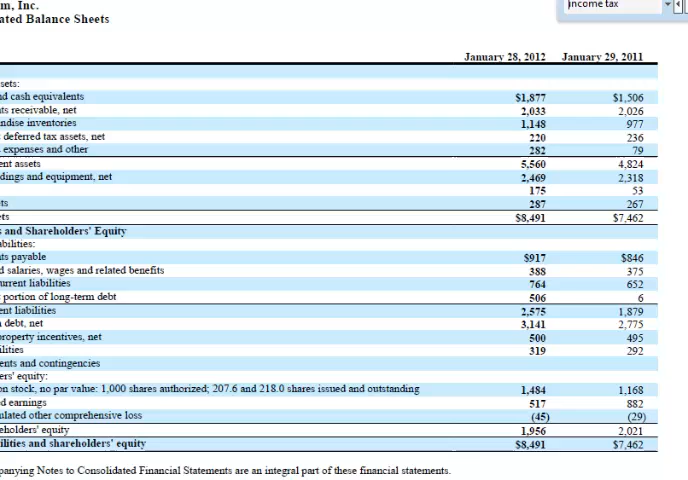 m, Inc.
ated Balance Sheets
income tax
January 28, 2012 January 29, 2011
sets:
nd cash equivalents $1,877 $1,506
ts receivable, net 2,033 2,026
ndise inventories 1,148 977
deferred tax assets, net 220 236
expenses and other 282 79
ent assets 5,560 4,824
dings and equipment, net 2,469 2,318
175 53
ts 287 267
ets $8,491 $7,462
s and Shareholders' Equity
abilities:
ts payable $917 $846
d salaries, wages and related benefits 388 375
urrent liabilities 764 652
portion of long-term debt 506 6
ent liabilities 2,575 1,879
debt, net 3,141 2,775
roperty incentives, net 500 495
ilities 319 292
ents and contingencies
ers' equity:
on stock, no par value: 1,000 shares authorized; 207.6 and 218.0 shares issued and outstanding 1,484 1,168
d earnings 517 882
ulated other comprehensive loss (45) (29)
eholders' equity 1,956 2,021
ilities and shareholders' equity $8,491 $7,462
panying Notes to Consolidated Financial Statements are an integral part of these financial statements.